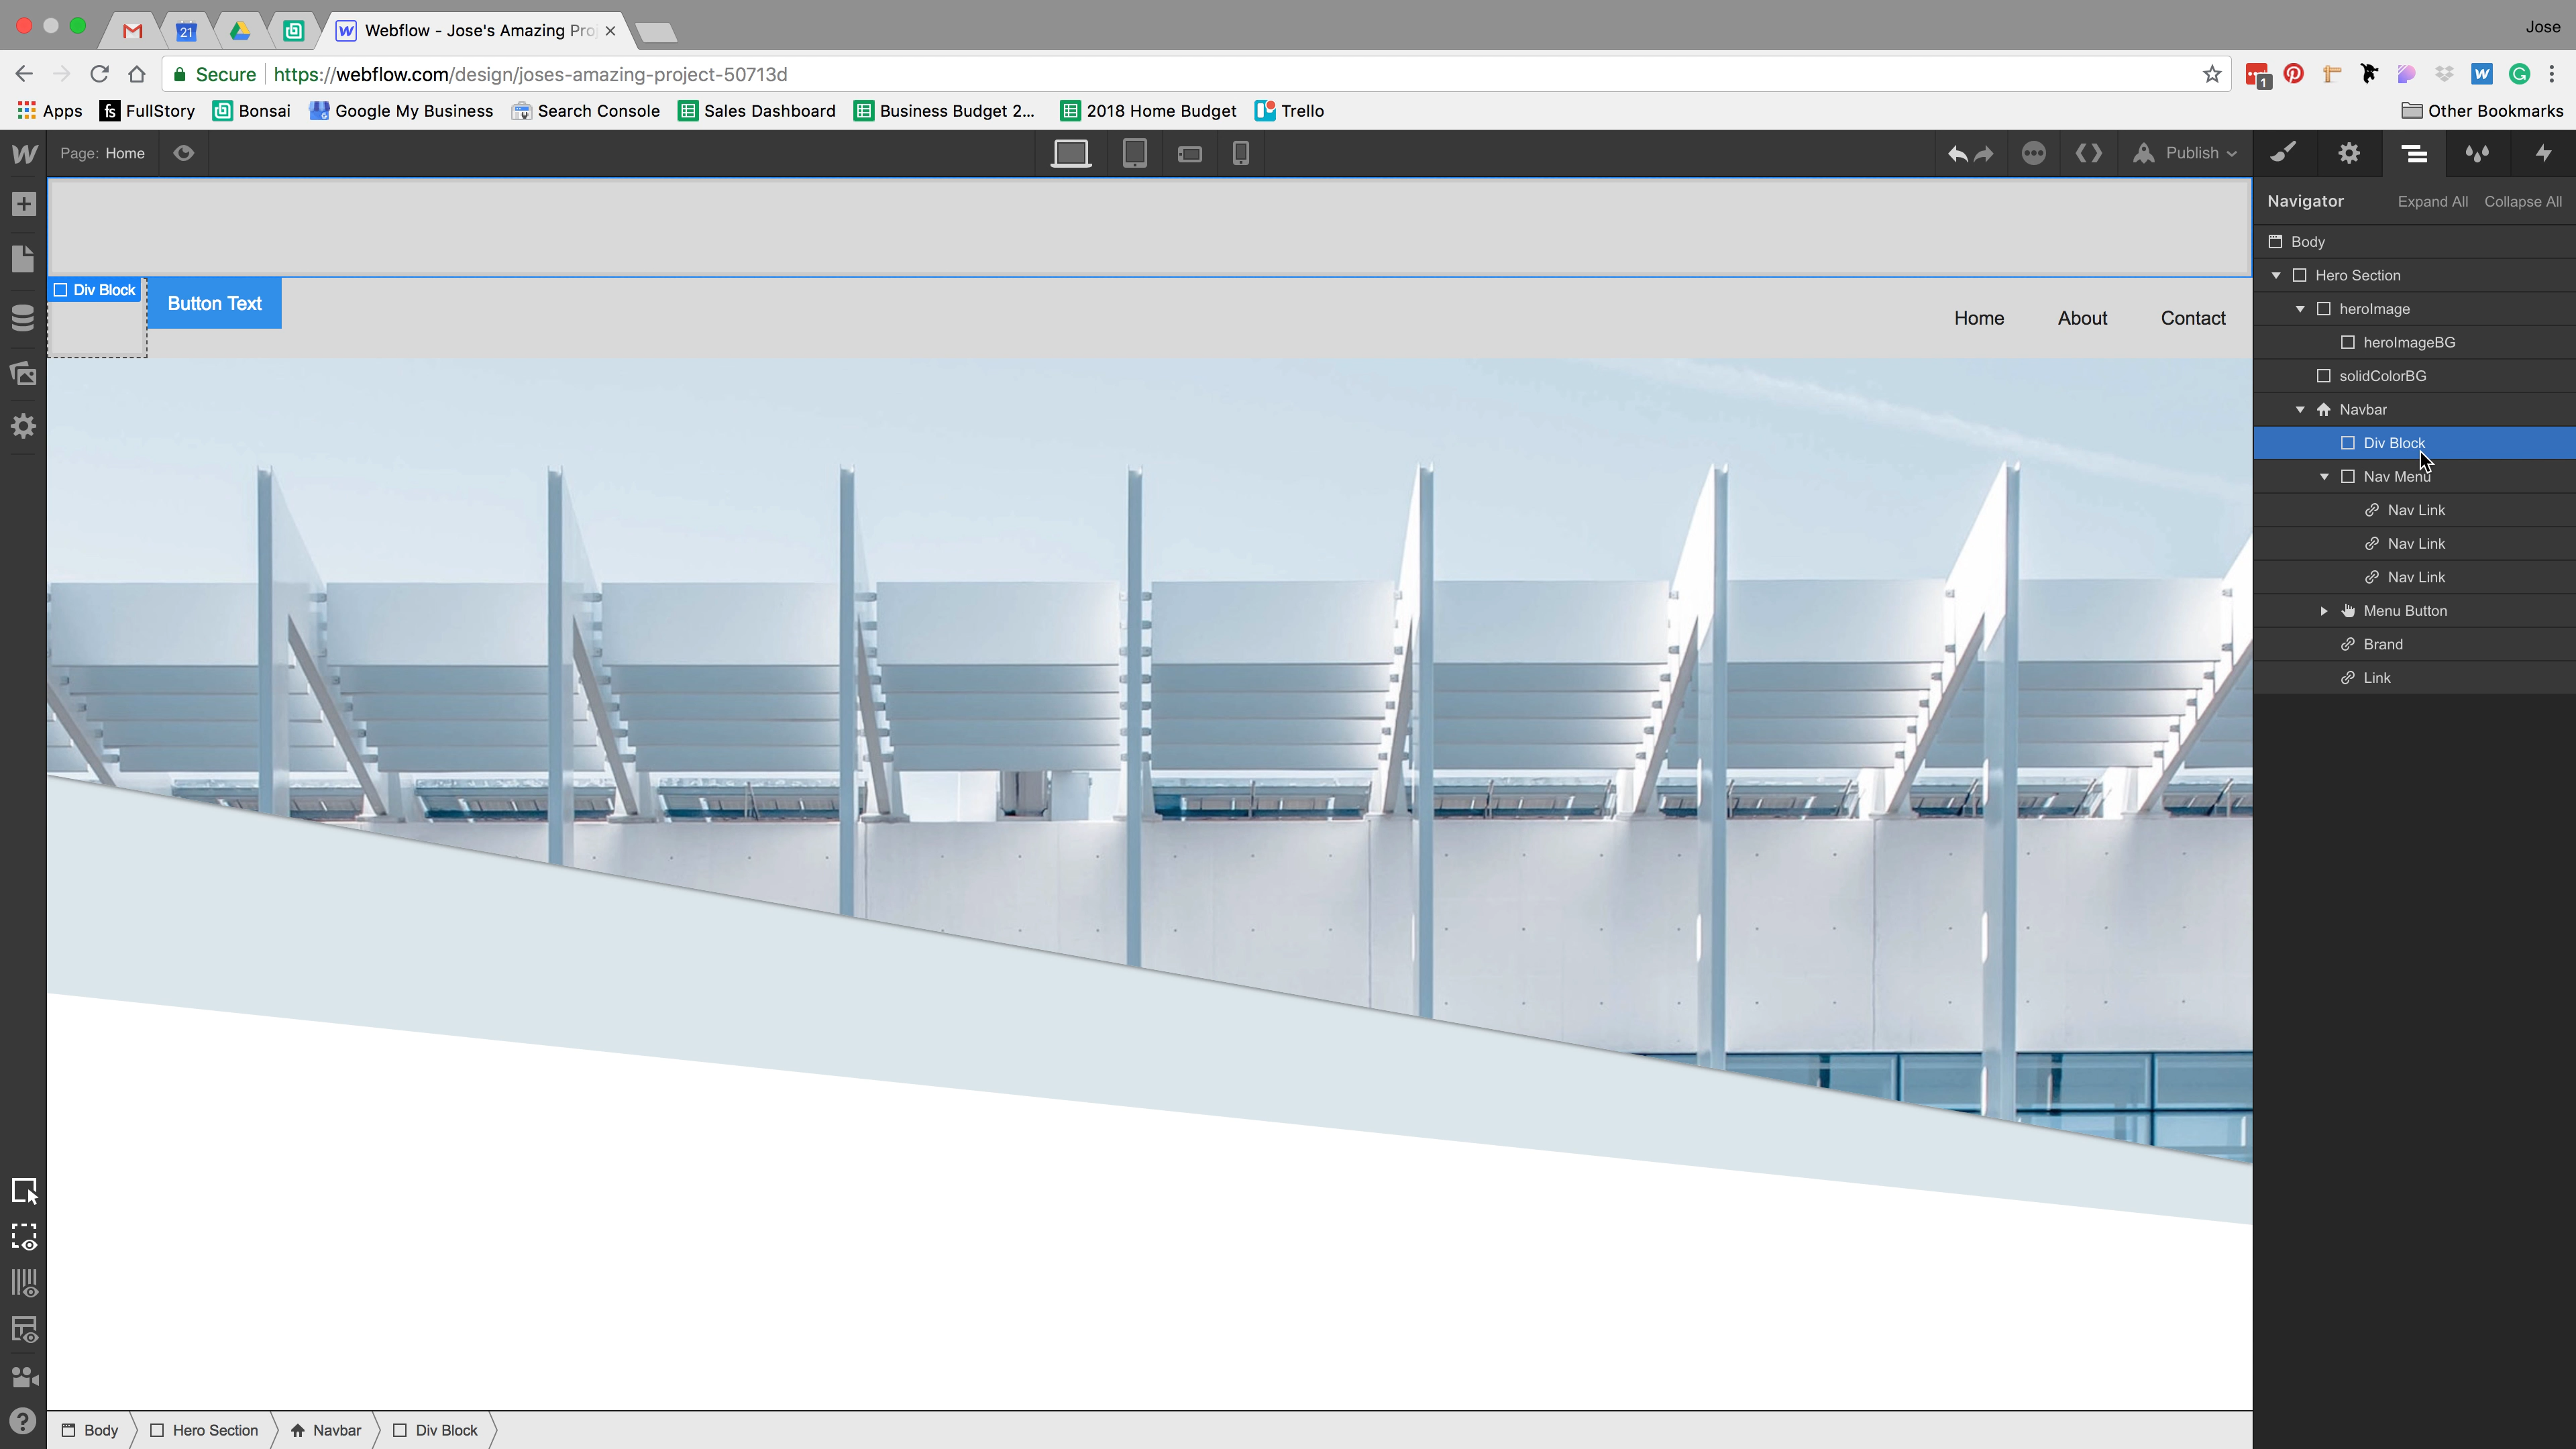 Webflow - Jose's Amazing Pro
21
Jose
Secure https://webflow.com/design/joses-amazing-project-50713d
1
Apps FullStory Bonsai Google My Business Search Console Sales Dashboard Business Budget 2... 2018 Home Budget Trello Other Bookmarks
Page: Home
Publish
Navigator Expand All Collapse All
Body
Hero Section
heroImage
heroImageBG
solidColorBG
Navbar
Div Block
Nav Menu
Nav Link
Nav Link
Nav Link
Menu Button
Brand
Link
Div Block
Button Text
Home About Contact
Body Hero Section Navbar Div Block